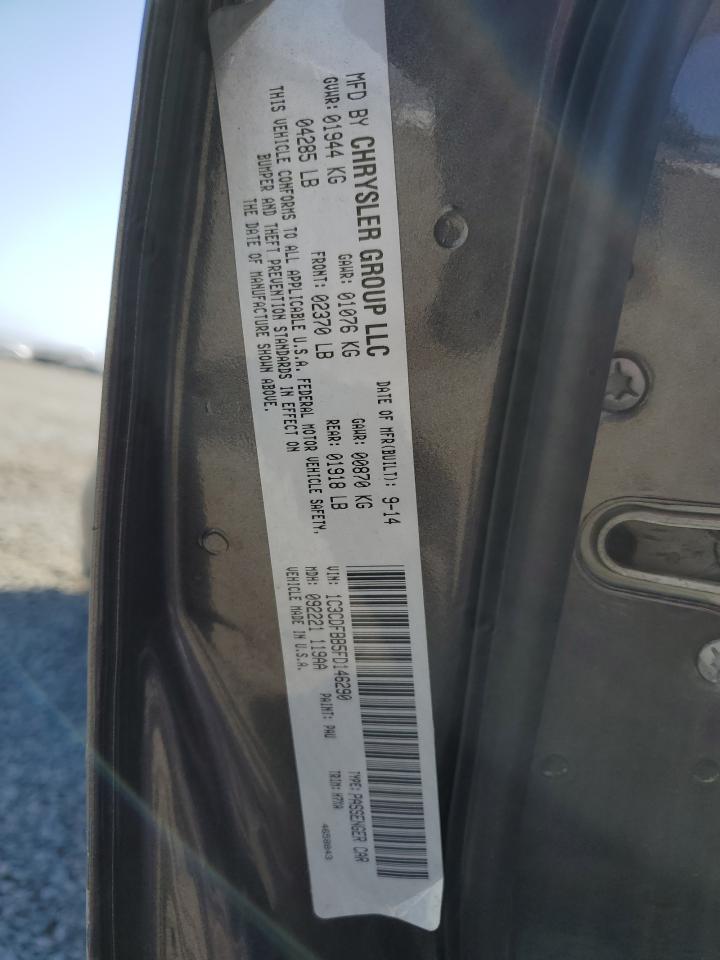 MFD BY CHRYSLER GROUP LLC DATE OF MFR(BUILT): 9-14
GVWR: 01944 KG GAWR: 01076 KG GAWR: 00870 KG
04285 LB FRONT: 02370 LB REAR: 01918 LB
THIS VEHICLE CONFORMS TO ALL APPLICABLE U.S.A. FEDERAL MOTOR VEHICLE SAFETY,
BUMPER AND THEFT PREVENTION STANDARDS IN EFFECT ON
THE DATE OF MANUFACTURE SHOWN ABOVE.
VIN: 1C3CDFBB5FD146290 TYPE: PASSENGER CAR
MDH: 092221 119AA PAINT: PAU TRIM:
VEHICLE MADE IN U.S.A. 4650843